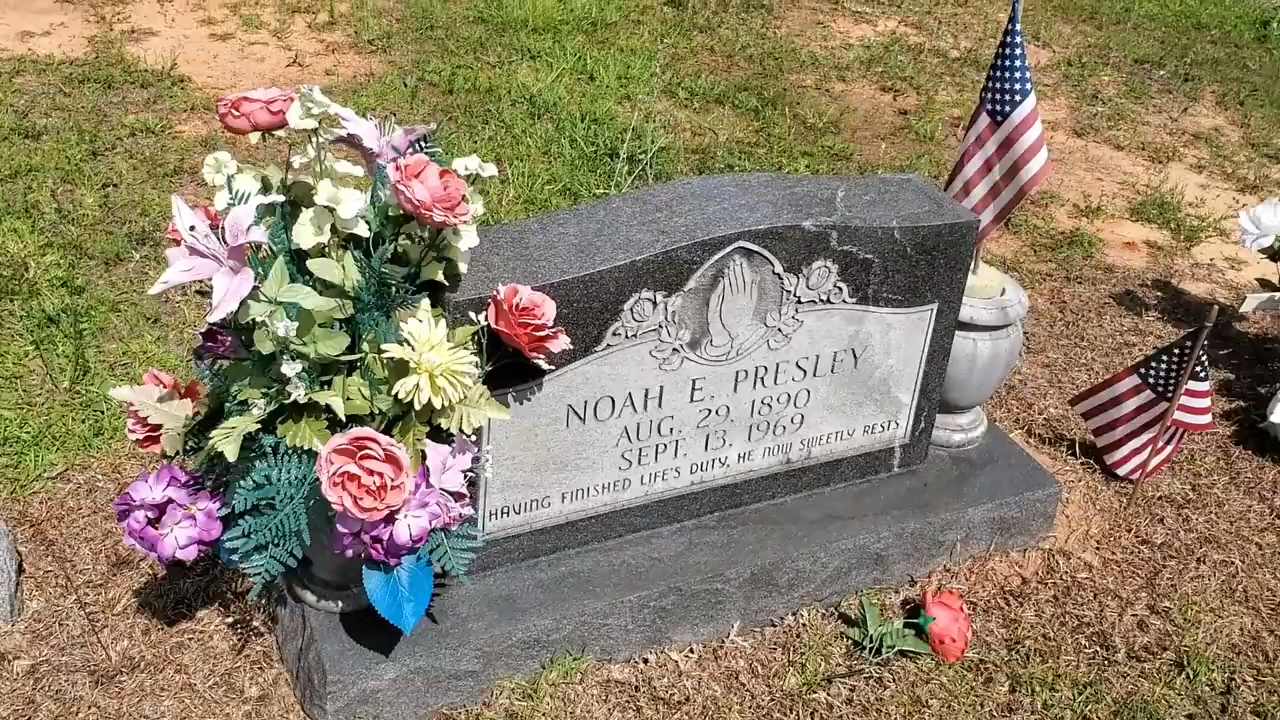 NOAH E. PRESLEY
AUG. 29, 1890
SEPT. 13, 1969
HAVING FINISHED LIFE'S DUTY, HE NOW SWEETLY RESTS